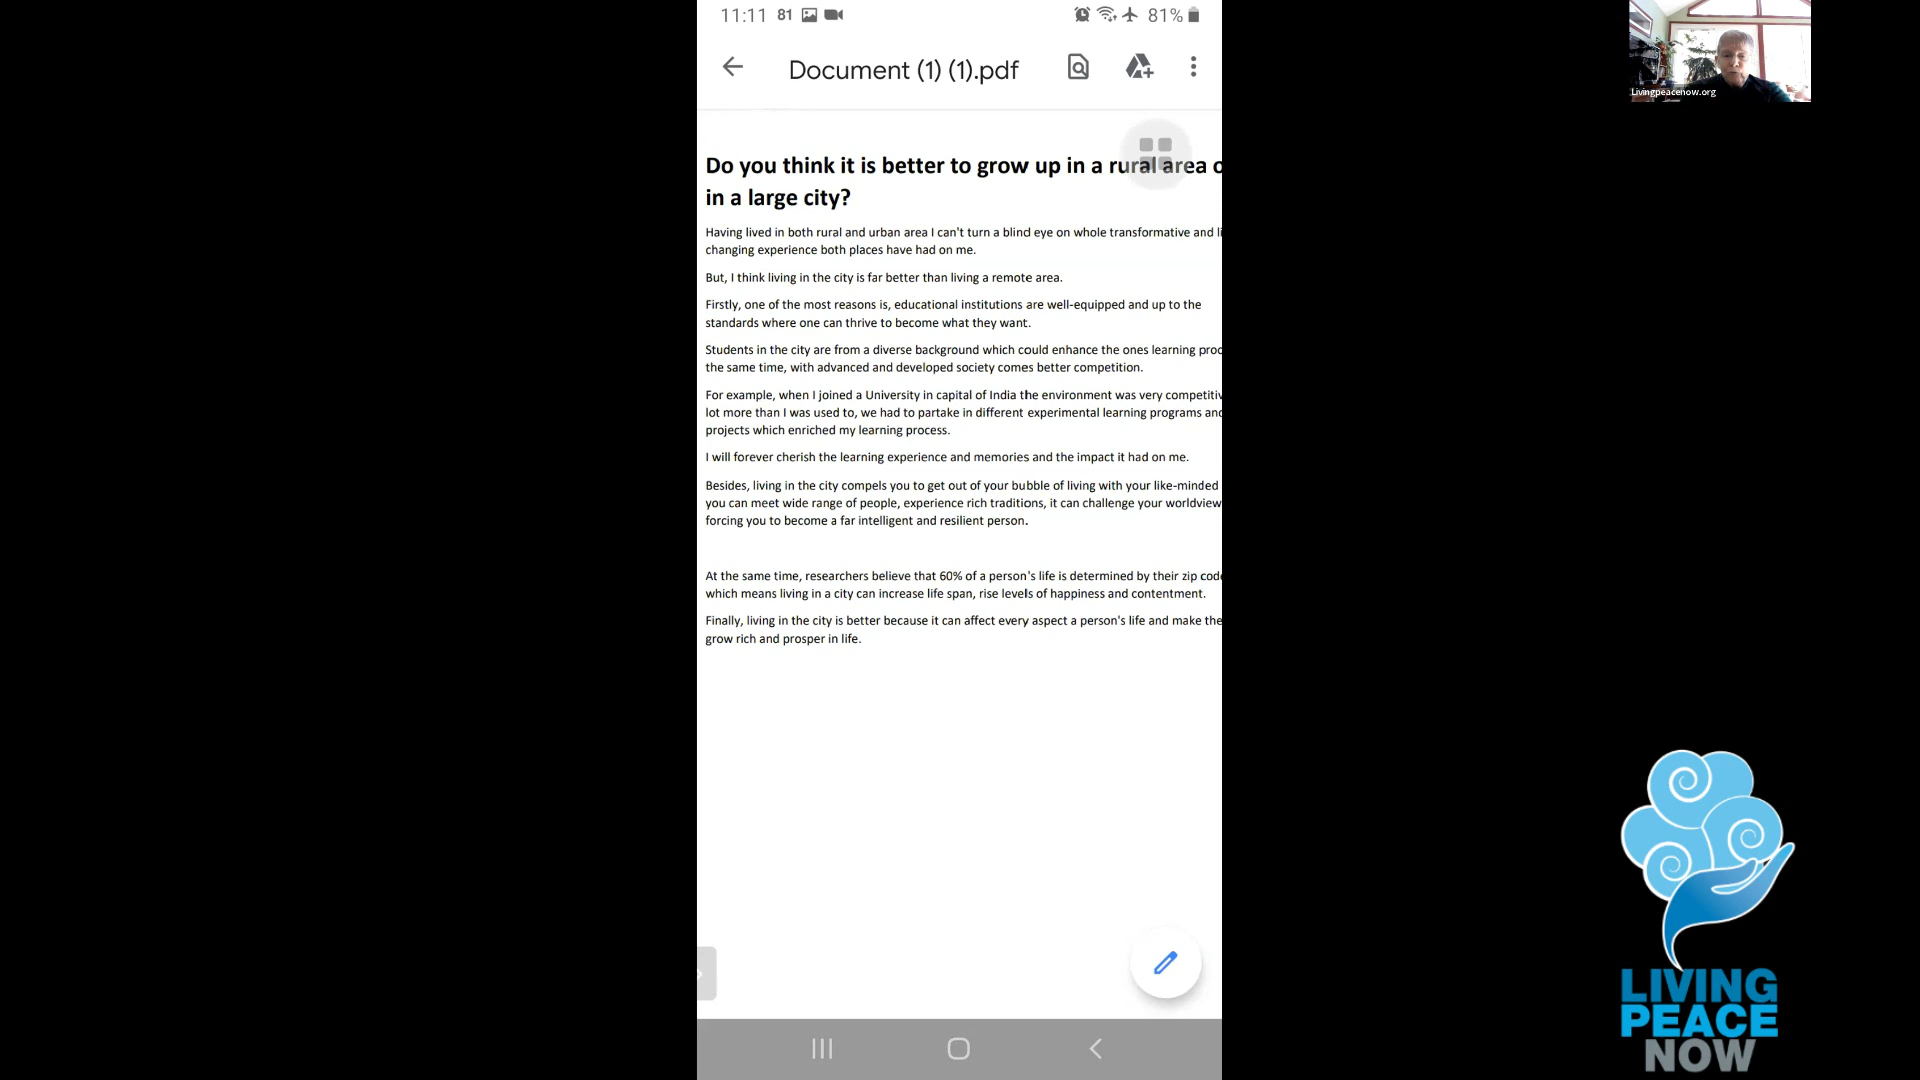 11:11 81 81%
Document (1) (1).pdf
Livingpeacenow.org
Do you think it is better to grow up in a rural area o
in a large city?
Having lived in both rural and urban area I can't turn a blind eye on whole transformative and li
changing experience both places have had on me.
But, I think living in the city is far better than living a remote area.
Firstly, one of the most reasons is, educational institutions are well-equipped and up to the
standards where one can thrive to become what they want.
Students in the city are from a diverse background which could enhance the ones learning proc
the same time, with advanced and developed society comes better competition.
For example, when I joined a University in capital of India the environment was very competitiv
lot more than I was used to, we had to partake in different experimental learning programs and
projects which enriched my learning process.
I will forever cherish the learning experience and memories and the impact it had on me.
Besides, living in the city compels you to get out of your bubble of living with your like-minded
you can meet wide range of people, experience rich traditions, it can challenge your worldview
forcing you to become a far intelligent and resilient person.
At the same time, researchers believe that 60% of a person's life is determined by their zip code
which means living in a city can increase life span, rise levels of happiness and contentment.
Finally, living in the city is better because it can affect every aspect a person's life and make the
grow rich and prosper in life.
LIVING
PEACE
NOW